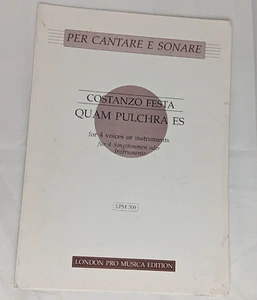 PER CANTARE E SONARE
COSTANZO FESTA
QUAM PULCHRA ES
for 4 voices or instruments
für 4 Singstimmen oder
Instrumente
LPM 509
LONDON PRO MUSICA EDITION